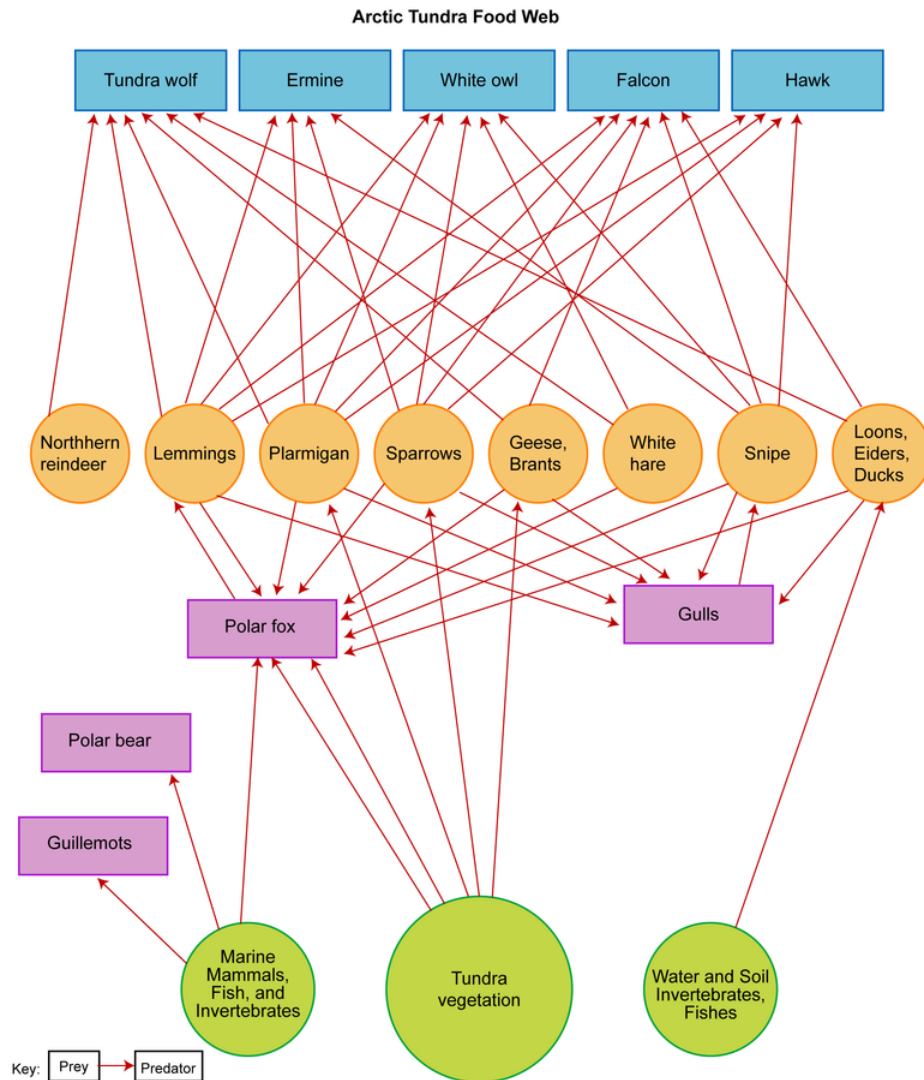 Arctic Tundra Food Web
Tundra wolf
Ermine
White owl
Falcon
Hawk
Northhern
reindeer
Lemmings
Plarmigan
Sparrows
Geese,
Brants
White
hare
Snipe
Loons,
Eiders,
Ducks
Polar fox
Gulls
Polar bear
Guillemots
Marine
Mammals,
Fish, and
Invertebrates
Tundra
vegetation
Water and Soil
Invertebrates,
Fishes
Key:
Prey
Predator